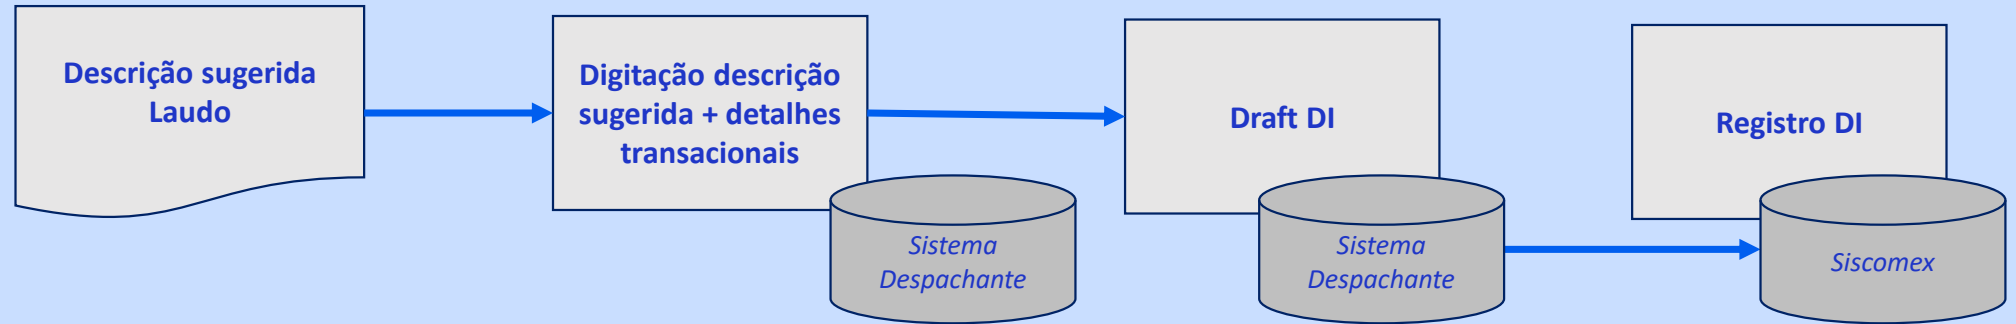 Descrição sugerida
Laudo
Digitação descrição
sugerida + detalhes
transacionais
Sistema
Despachante
Draft DI
Sistema
Despachante
Registro DI
Siscomex